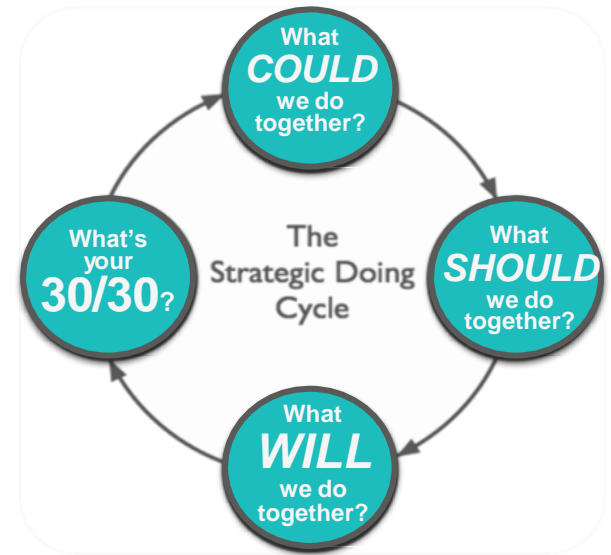 What
COULD
we do
together?
What
SHOULD
we do
together?
What
WILL
we do
together?
What's
your
30/30?
The
Strategic Doing
Cycle